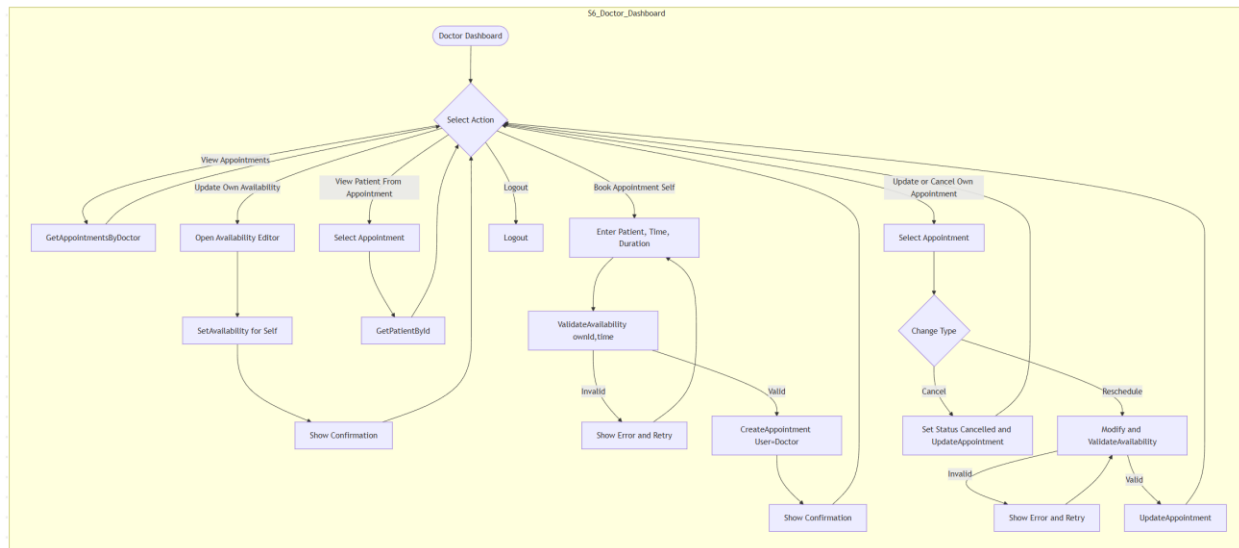 S6_Doctor_Dashboard
Doctor Dashboard
Select Action
View Appointments
Update Own Availability
View Patient From
Appointment
Logout
Book Appointment Self
Update or Cancel Own
Appointment
GetAppointmentsByDoctor
Open Availability Editor
Select Appointment
Logout
Enter Patient, Time,
Duration
Select Appointment
SetAvailability for Self
GetPatientById
ValidateAvailability
ownId,time
Change Type
Invalid
Valid
Cancel
Reschedule
Show Confirmation
Show Error and Retry
CreateAppointment
User=Doctor
Set Status Cancelled and
UpdateAppointment
Modify and
ValidateAvailability
Invalid
Valid
Show Confirmation
Show Error and Retry
UpdateAppointment